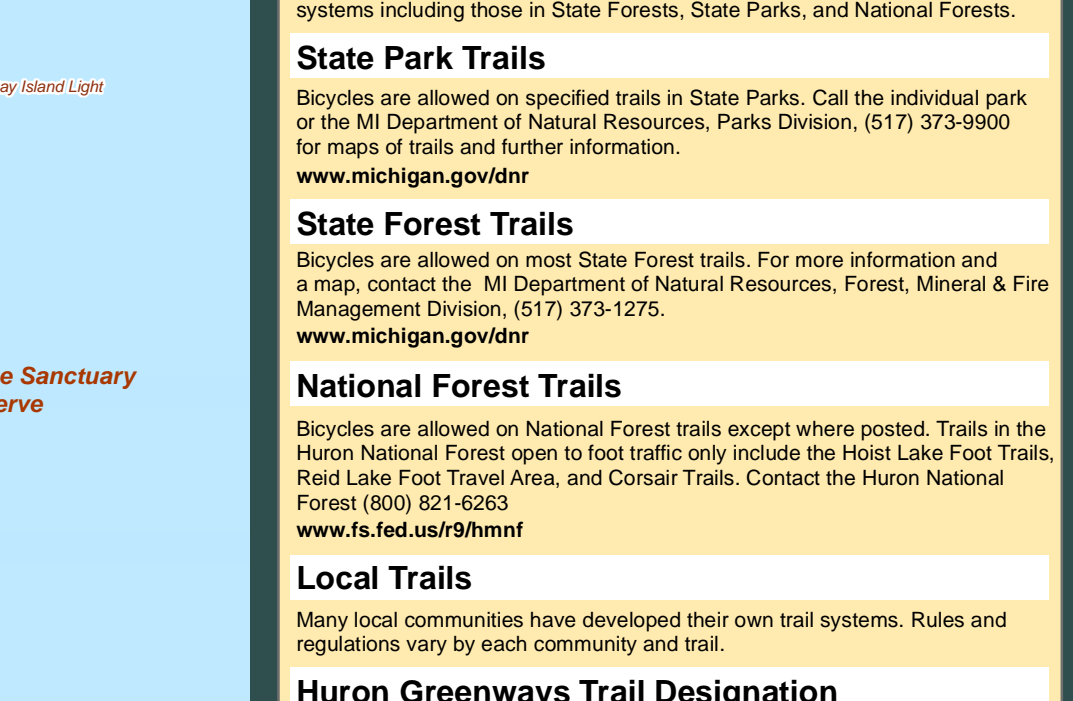 systems including those in State Forests, State Parks, and National Forests.
State Park Trails
Bicycles are allowed on specified trails in State Parks. Call the individual park
or the MI Department of Natural Resources, Parks Division, (517) 373-9900
for maps of trails and further information.
www.michigan.gov/dnr
State Forest Trails
Bicycles are allowed on most State Forest trails. For more information and
a map, contact the  MI Department of Natural Resources, Forest, Mineral & Fire
Management Division, (517) 373-1275.
www.michigan.gov/dnr
National Forest Trails
Bicycles are allowed on National Forest trails except where posted. Trails in the
Huron National Forest open to foot traffic only include the Hoist Lake Foot Trails,
Reid Lake Foot Travel Area, and Corsair Trails. Contact the Huron National
Forest (800) 821-6263
www.fs.fed.us/r9/hmnf
Local Trails
Many local communities have developed their own trail systems. Rules and
regulations vary by each community and trail.
Huron Greenways Trail Designation
ay Island Light
e Sanctuary
erve